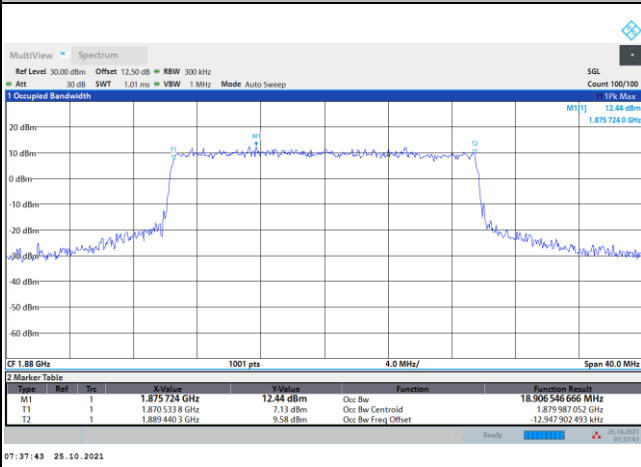 MultiView Spectrum
Ref Level 30.00 dBm Offset 12.50 dB RBW 300 kHz SGL
Att 30 dB SWT 1.01 ms VBW 1 MHz Mode Auto Sweep Count 100/100
1 Occupied Bandwidth 1Pk Max
M1[1] 12.44 dBm
1.875 724 0 GHz
20 dBm
M1
T1
T2
10 dBm
0 dBm
-10 dBm
-20 dBm
-30 dBm
-40 dBm
-50 dBm
-60 dBm
CF 1.88 GHz 1001 pts 4.0 MHz/ Span 40.0 MHz
2 Marker Table
Type Ref Trc X-Value Y-Value Function Function Result
M1 1 1.875724 GHz 12.44 dBm Occ Bw 18.906 546 666 MHz
T1 1 1.870 533 8 GHz 7.13 dBm Occ Bw Centroid 1.879 987 052 GHz
T2 1 1.889 440 3 GHz 9.58 dBm Occ Bw Freq Offset -12.947 902 493 kHz
Ready 25.10.2021
07:37:43
07:37:43 25.10.2021